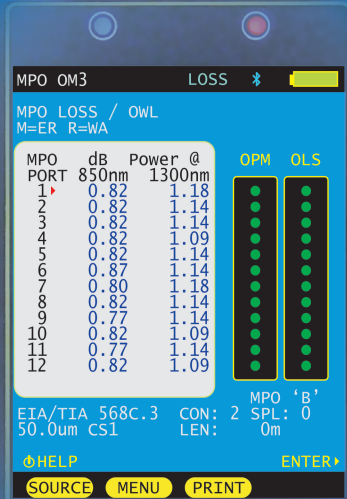 MPO OM3 LOSS
MPO LOSS / OWL
M=ER R=WA
MPO dB Power @ OPM OLS
PORT 850nm 1300nm
1 0.82 1.18
2 0.82 1.14
3 0.82 1.14
4 0.82 1.09
5 0.82 1.14
6 0.87 1.14
7 0.80 1.18
8 0.82 1.14
9 0.77 1.14
10 0.82 1.09
11 0.77 1.14
12 0.82 1.09
MPO ‘B’
EIA/TIA 568C.3 CON: 2 SPL: 0
50.0um CS1 LEN: 0m
HELP ENTER
SOURCE MENU PRINT